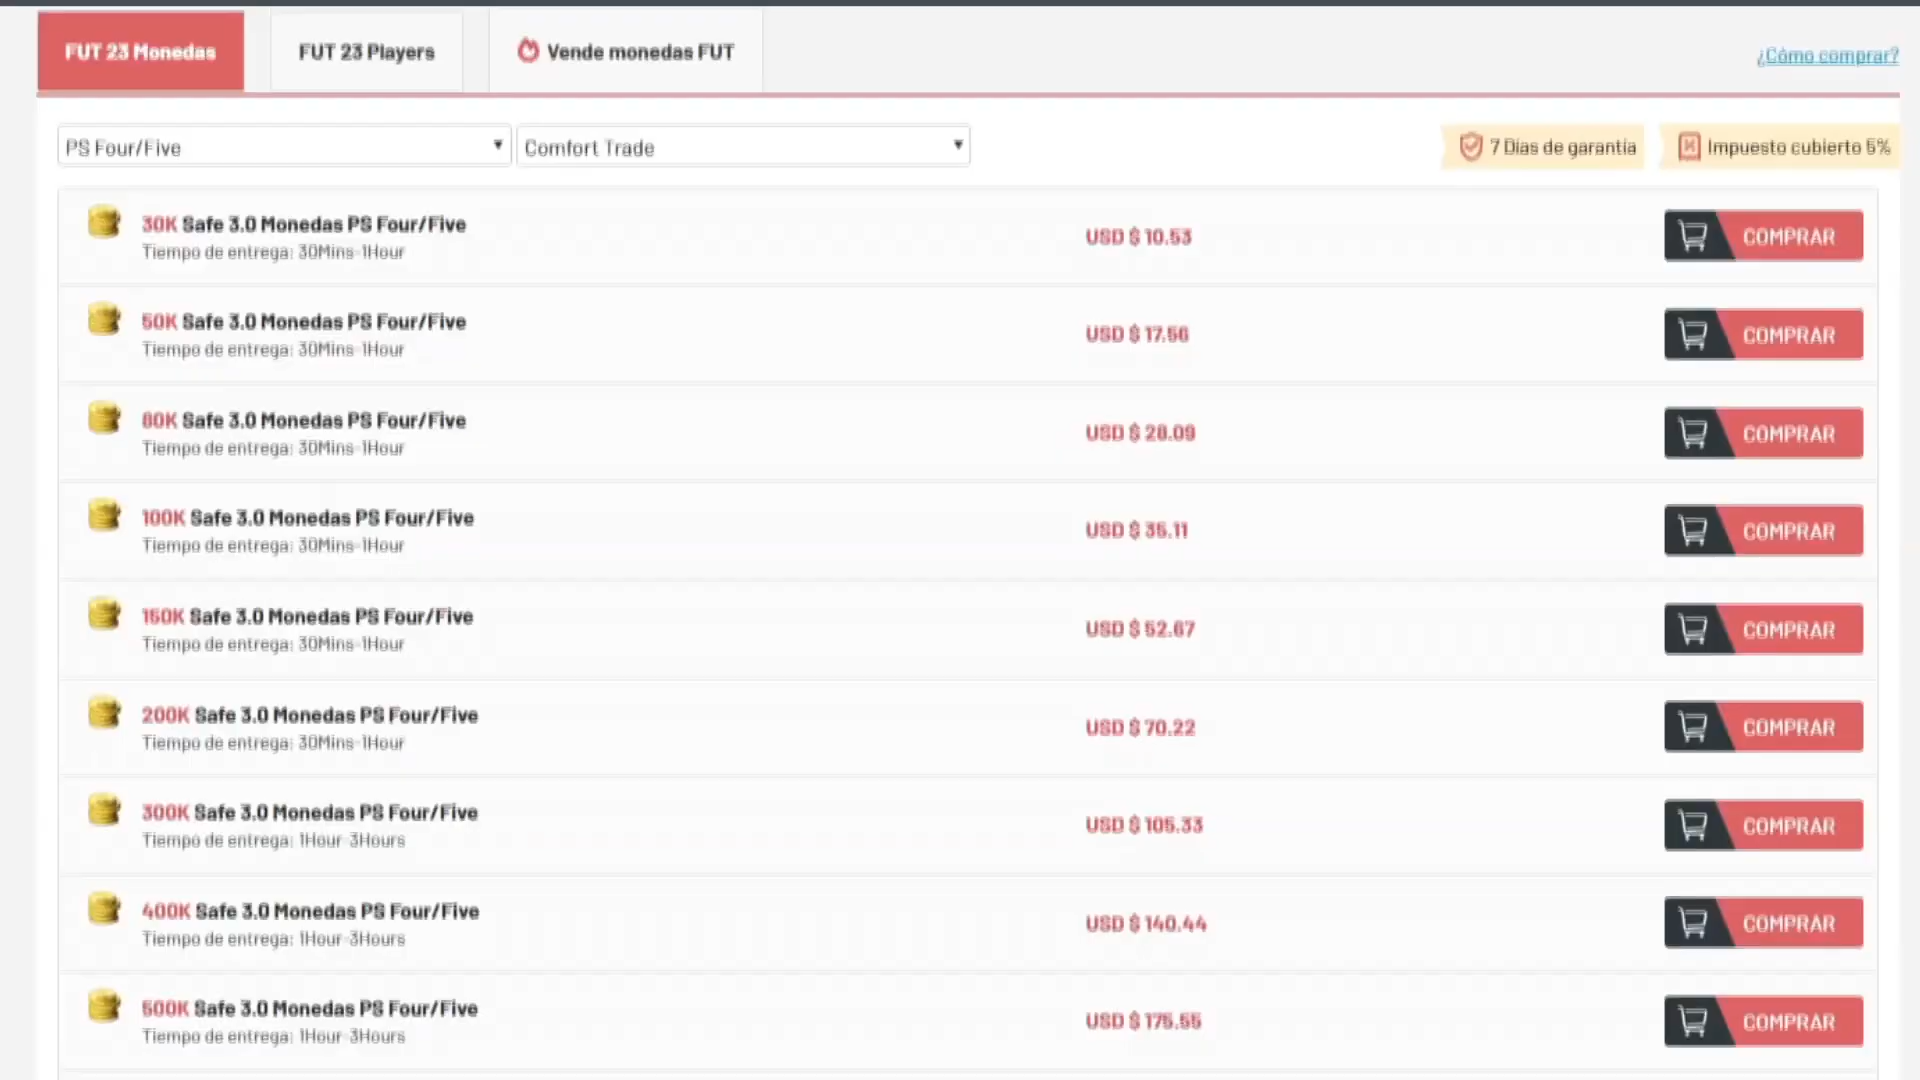 FUT 23 Monedas
FUT 23 Players
Vende monedas FUT
¿Cómo comprar?
PS Four/Five
Comfort Trade
7 Días de garantía
Impuesto cubierto 5%
30K Safe 3.0 Monedas PS Four/Five
Tiempo de entrega: 30Mins-1Hour
USD $ 10.53
COMPRAR
50K Safe 3.0 Monedas PS Four/Five
Tiempo de entrega: 30Mins-1Hour
USD $ 17.56
COMPRAR
80K Safe 3.0 Monedas PS Four/Five
Tiempo de entrega: 30Mins-1Hour
USD $ 28.09
COMPRAR
100K Safe 3.0 Monedas PS Four/Five
Tiempo de entrega: 30Mins-1Hour
USD $ 35.11
COMPRAR
150K Safe 3.0 Monedas PS Four/Five
Tiempo de entrega: 30Mins-1Hour
USD $ 52.67
COMPRAR
200K Safe 3.0 Monedas PS Four/Five
Tiempo de entrega: 30Mins-1Hour
USD $ 70.22
COMPRAR
300K Safe 3.0 Monedas PS Four/Five
Tiempo de entrega: 1Hour-3Hours
USD $ 105.33
COMPRAR
400K Safe 3.0 Monedas PS Four/Five
Tiempo de entrega: 1Hour-3Hours
USD $ 140.44
COMPRAR
500K Safe 3.0 Monedas PS Four/Five
Tiempo de entrega: 1Hour-3Hours
USD $ 175.55
COMPRAR